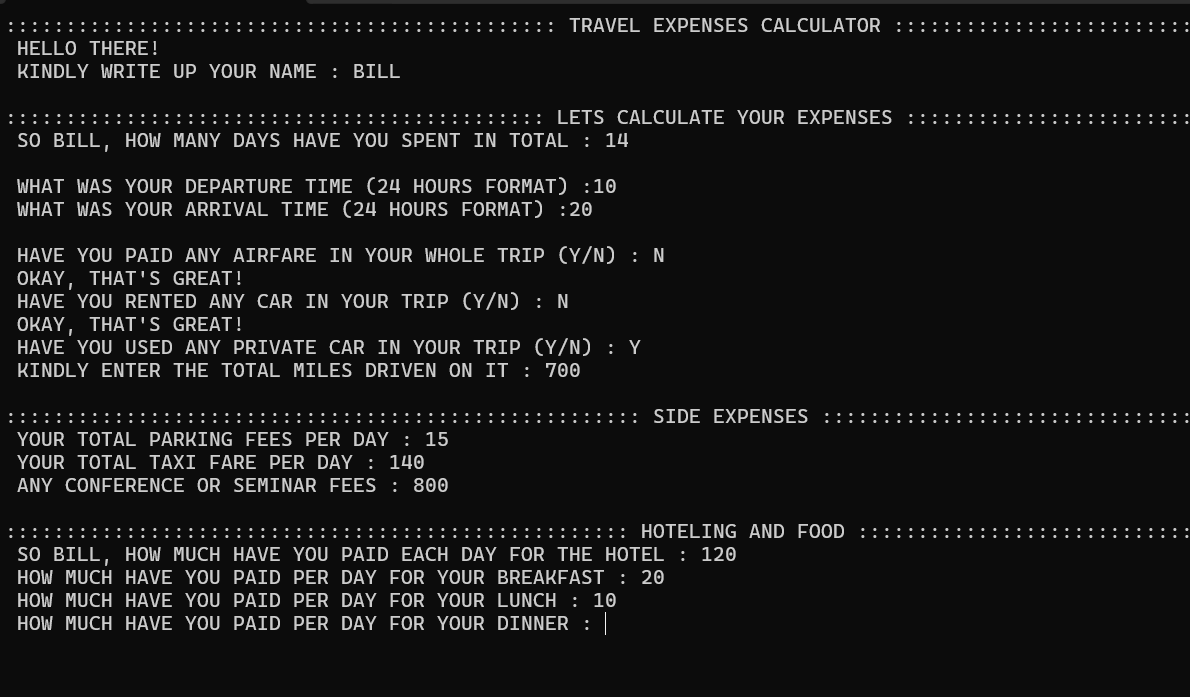 :::::::::::::::::::::::::::::::::::::::::::::: TRAVEL EXPENSES CALCULATOR :::::::::::::::::::::::::
HELLO THERE!
KINDLY WRITE UP YOUR NAME : BILL
::::::::::::::::::::::::::::::::::::::::::::: LETS CALCULATE YOUR EXPENSES ::::::::::::::::::::::::
SO BILL, HOW MANY DAYS HAVE YOU SPENT IN TOTAL : 14
WHAT WAS YOUR DEPARTURE TIME (24 HOURS FORMAT) :10
WHAT WAS YOUR ARRIVAL TIME (24 HOURS FORMAT) :20
HAVE YOU PAID ANY AIRFARE IN YOUR WHOLE TRIP (Y/N) : N
OKAY, THAT'S GREAT!
HAVE YOU RENTED ANY CAR IN YOUR TRIP (Y/N) : N
OKAY, THAT'S GREAT!
HAVE YOU USED ANY PRIVATE CAR IN YOUR TRIP (Y/N) : Y
KINDLY ENTER THE TOTAL MILES DRIVEN ON IT : 700
::::::::::::::::::::::::::::::::::::::::::::::::::::: SIDE EXPENSES :::::::::::::::::::::::::::::::
YOUR TOTAL PARKING FEES PER DAY : 15
YOUR TOTAL TAXI FARE PER DAY : 140
ANY CONFERENCE OR SEMINAR FEES : 800
:::::::::::::::::::::::::::::::::::::::::::::::::::: HOTELING AND FOOD ::::::::::::::::::::::::::::
SO BILL, HOW MUCH HAVE YOU PAID EACH DAY FOR THE HOTEL : 120
HOW MUCH HAVE YOU PAID PER DAY FOR YOUR BREAKFAST : 20
HOW MUCH HAVE YOU PAID PER DAY FOR YOUR LUNCH : 10
HOW MUCH HAVE YOU PAID PER DAY FOR YOUR DINNER :